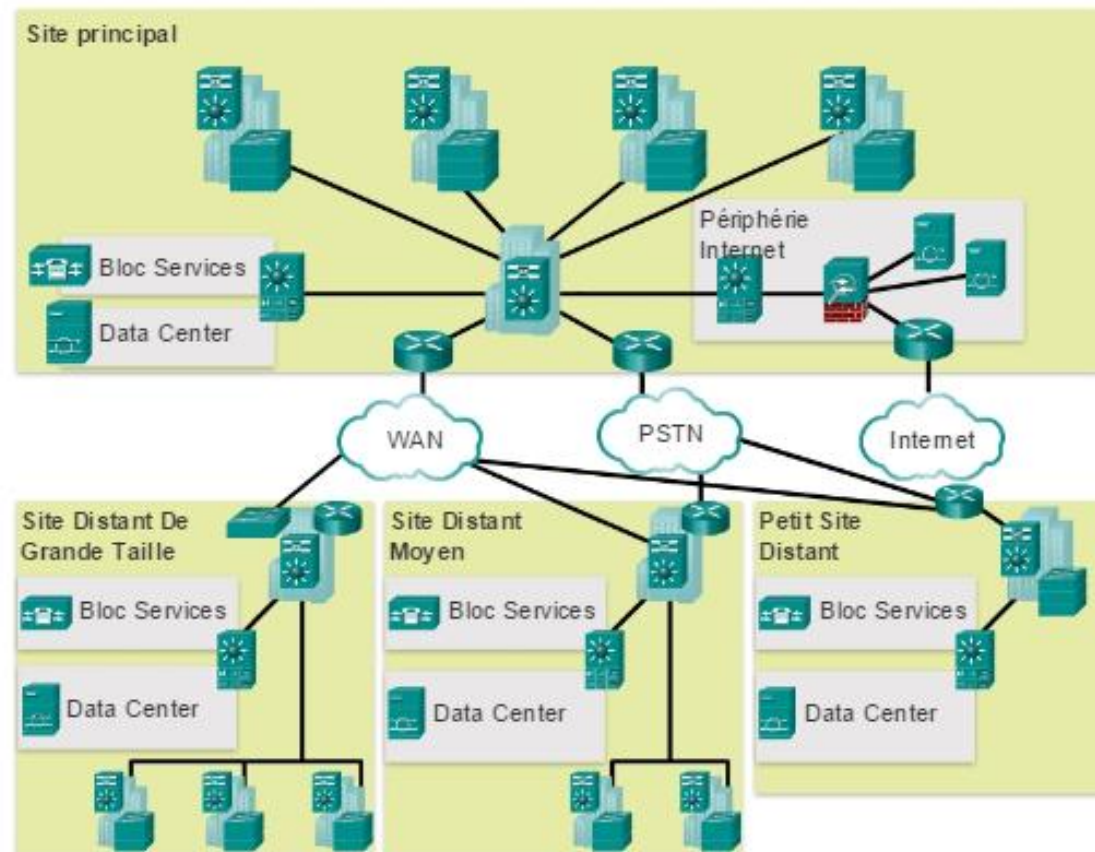 Site principal
Périphérie
Internet
Bloc Services
Data Center
WAN
PSTN
Internet
Site Distant De
Grande Taille
Bloc Services
Data Center
Site Distant
Moyen
Bloc Services
Data Center
Petit Site
Distant
Bloc Services
Data Center